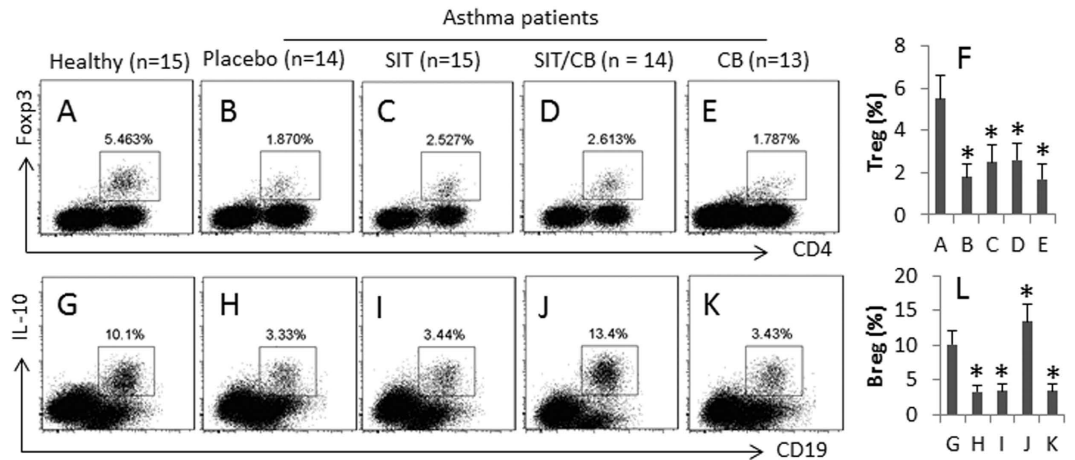 Asthma patients
Healthy (n=15) Placebo (n=14) SIT (n=15) SIT/CB (n = 14) CB (n=13)
Foxp3
A 5.463%
B 1.870%
C 2.527%
D 2.613%
E 1.787%
CD4
F
Treg (%)
8
6
4
2
0
* * * *
A B C D E
IL-10
G 10.1%
H 3.33%
I 3.44%
J 13.4%
K 3.43%
CD19
L
Breg (%)
20
15
10
5
0
* * * *
G H I J K